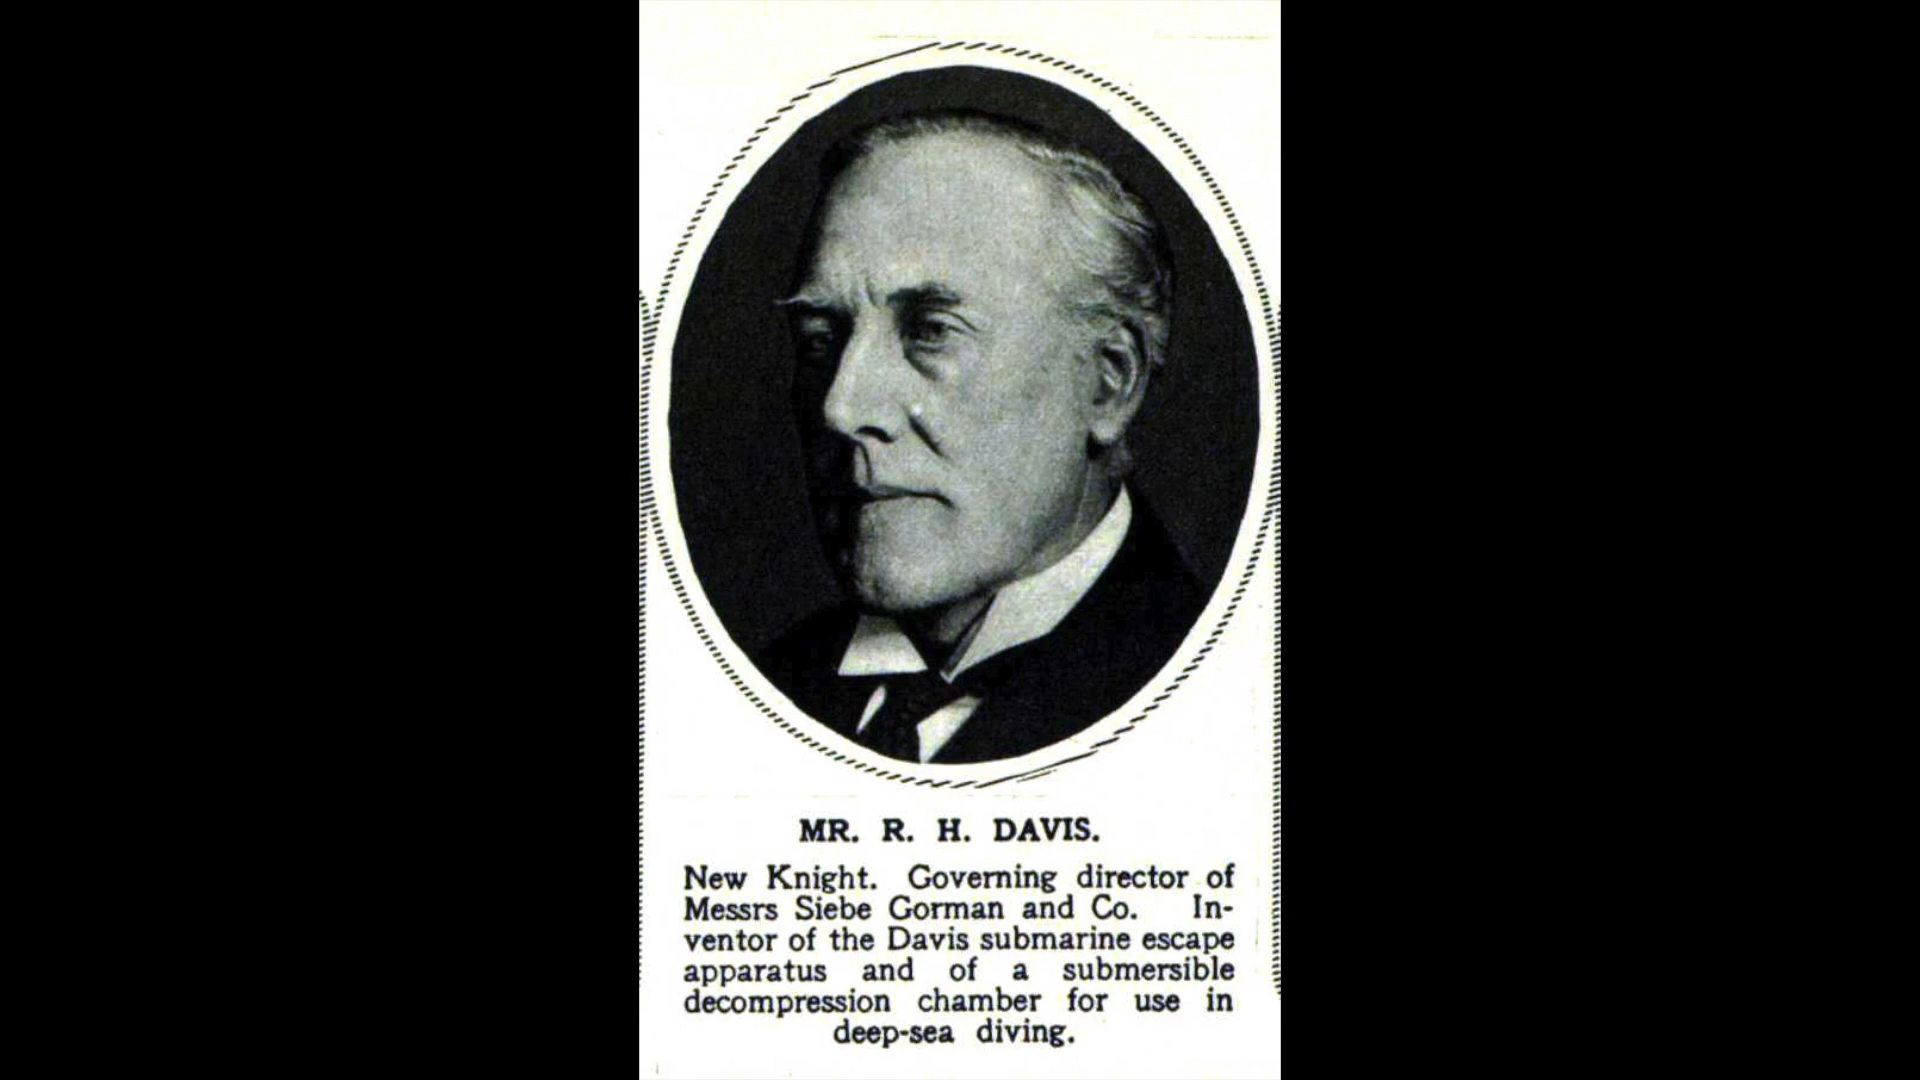 MR. R. H. DAVIS.
New Knight. Governing director of
Messrs Siebe Gorman and Co. In-
ventor of the Davis submarine escape
apparatus and of a submersible
decompression chamber for use in
deep-sea diving.